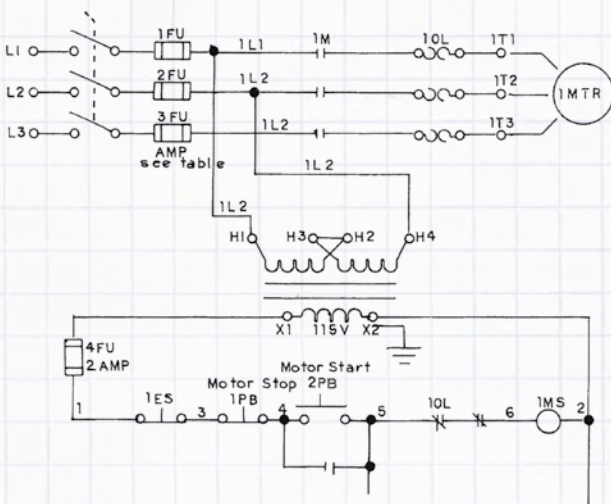 1FU
L1 1L1 1M 1OL 1T1
2FU
L2 1L2 1T2 1MTR
3FU
L3 1L2 1T3
AMP
see table
1L2
1L2
H1 H3 H2 H4
X1 115V X2
4FU
2 AMP
Motor Start
Motor Stop 2PB
1ES 1PB
1 3 4 5 1OL 6 1MS 2